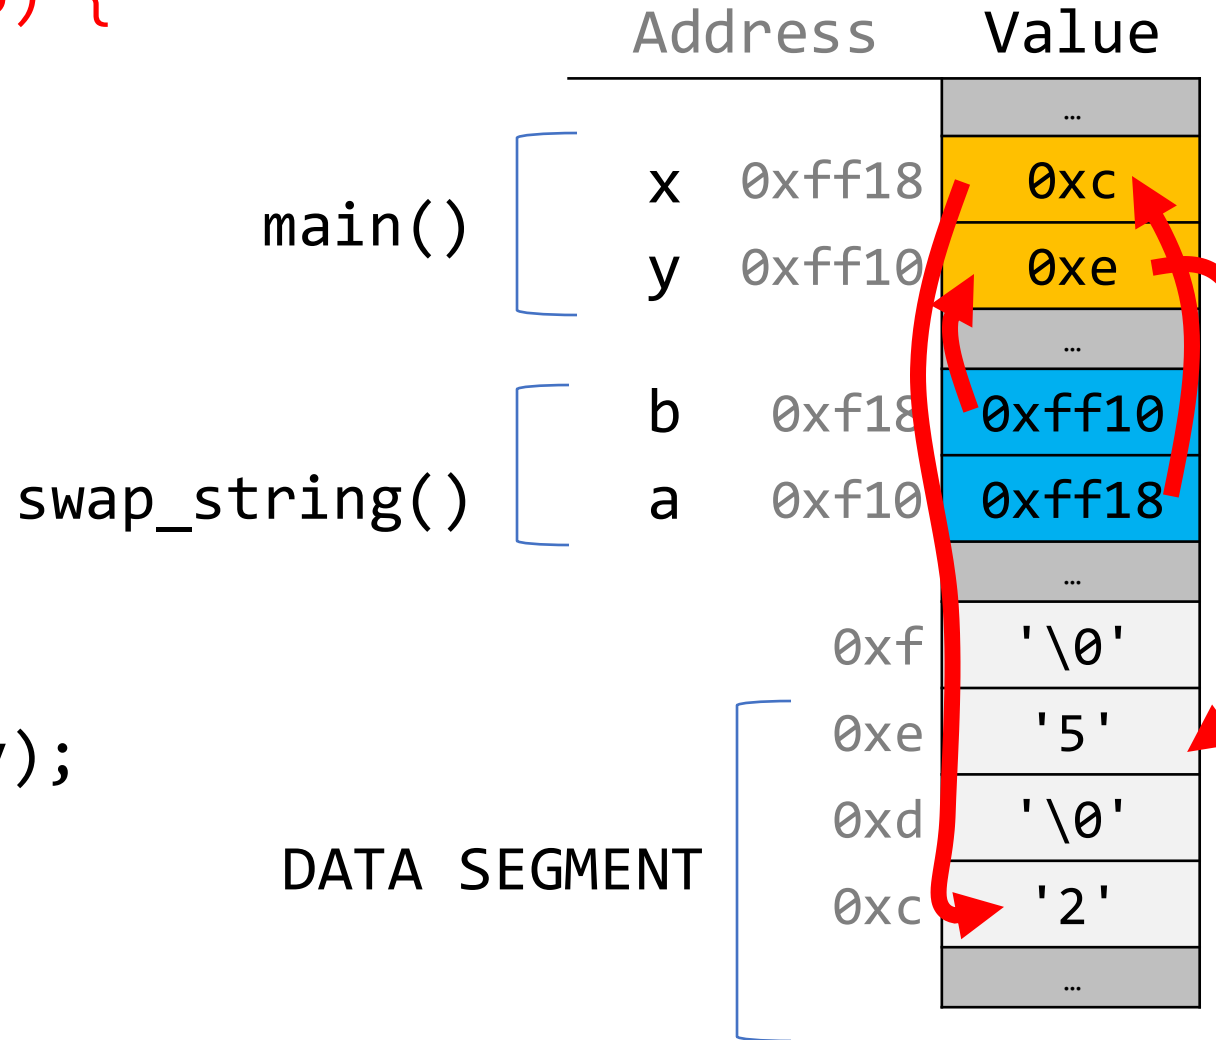 ) {
Address Value
…
x 0xff18 0xc
main()
y 0xff10 0xe
…
b 0xf18 0xff10
swap_string()
a 0xf10 0xff18
…
0xf '\0'
0xe '5'
);
0xd '\0'
DATA SEGMENT
0xc '2'
…